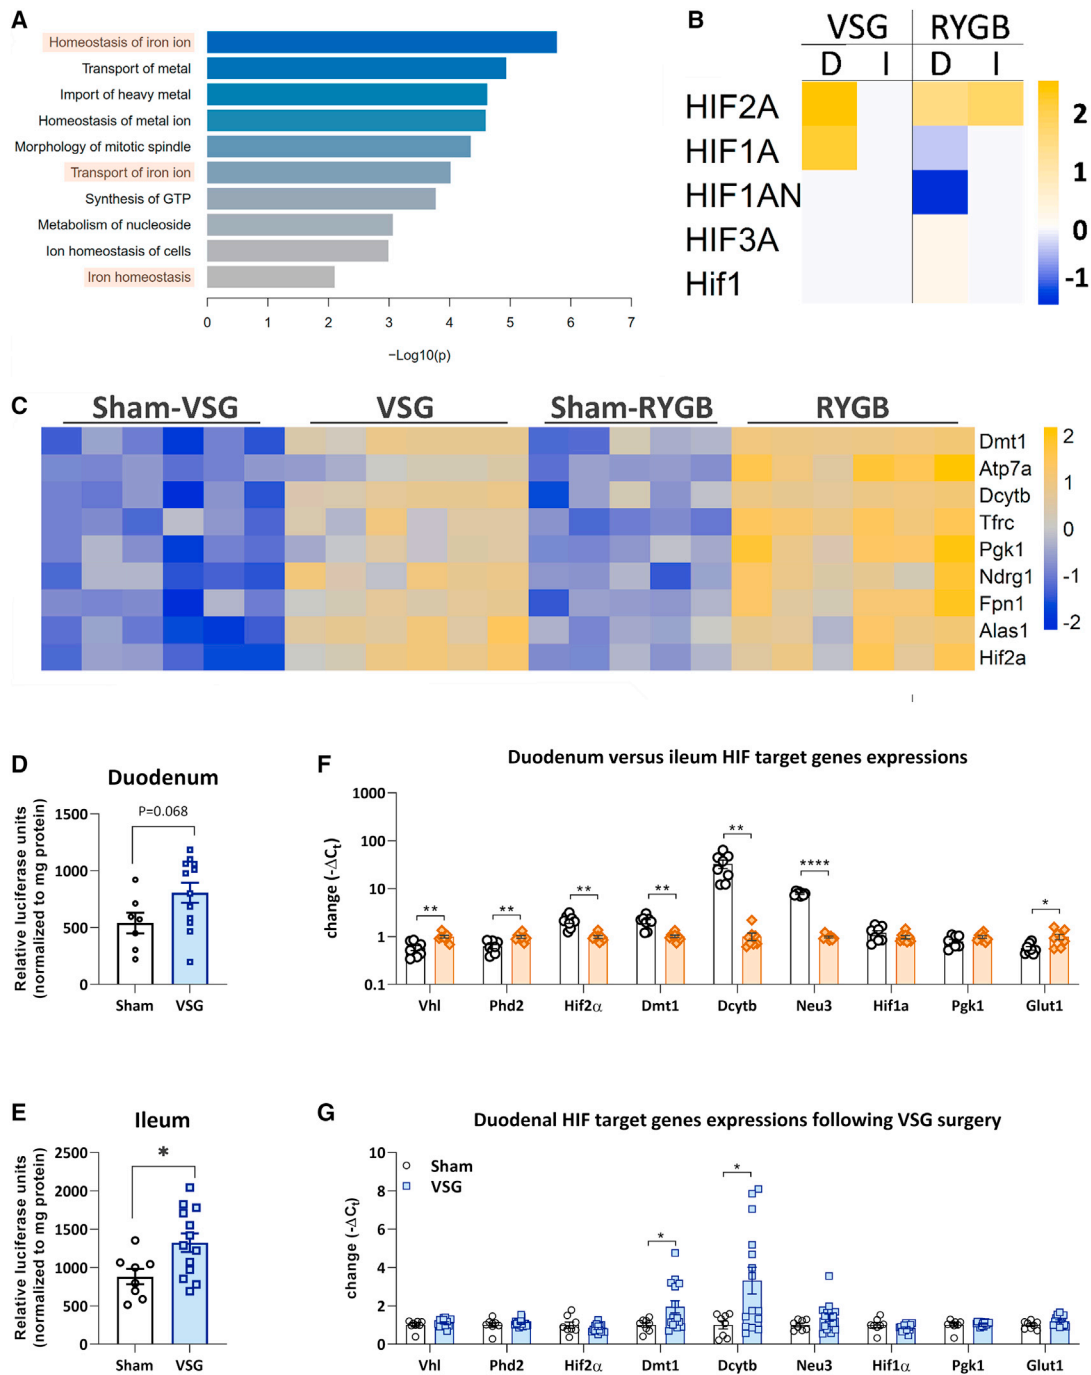 A
Homeostasis of iron ion
Transport of metal
Import of heavy metal
Homeostasis of metal ion
Morphology of mitotic spindle
Transport of iron ion
Synthesis of GTP
Metabolism of nucleoside
Ion homeostasis of cells
Iron homeostasis
0 1 2 3 4 5 6 7
−Log10(p)
B
VSG RYGB
D I D I
HIF2A
HIF1A
HIF1AN
HIF3A
Hif1
2
1
0
-1
C
Sham-VSG VSG Sham-RYGB RYGB
Dmt1
Atp7a
Dcytb
Tfrc
Pgk1
Ndrg1
Fpn1
Alas1
Hif2a
2
1
0
-1
-2
D
Duodenum
Relative luciferase units
(normalized to mg protein)
1500
1000
500
0
P=0.068
Sham VSG
F
Duodenum versus ileum HIF target genes expressions
change (-ΔCt)
1000
100
10
1
0.1
** ** ** ** ** **** *
Vhl Phd2 Hif2α Dmt1 Dcytb Neu3 Hif1a Pgk1 Glut1
E
Ileum
Relative luciferase units
(normalized to mg protein)
2500
2000
1500
1000
500
0
*
Sham VSG
G
Duodenal HIF target genes expressions following VSG surgery
change (-ΔCt)
10
8
6
4
2
0
Sham
VSG
* *
Vhl Phd2 Hif2α Dmt1 Dcytb Neu3 Hif1α Pgk1 Glut1